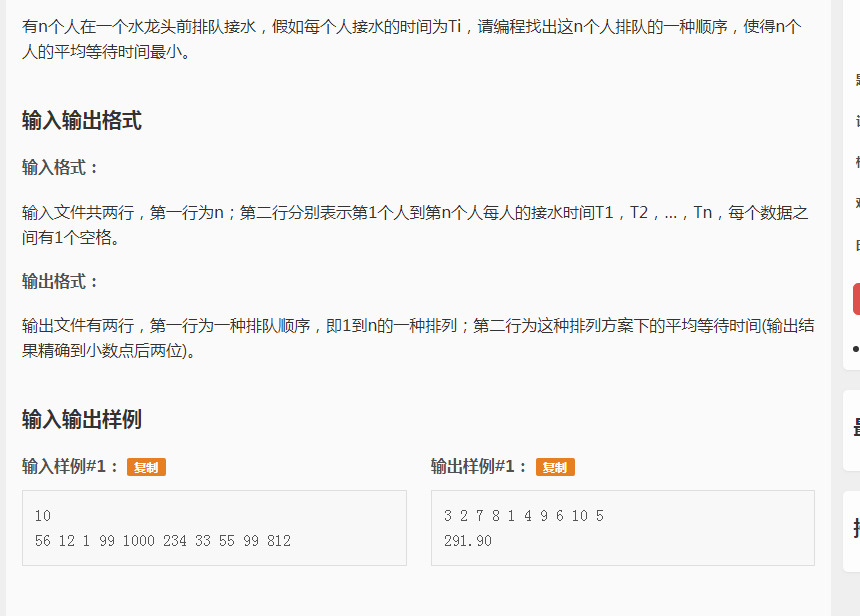 有n个人在一个水龙头前排队接水，假如每个人接水的时间为Ti，请编程找出这n个人排队的一种顺序，使得n个
人的平均等待时间最小。
输入输出格式
输入格式：
输入文件共两行，第一行为n；第二行分别表示第1个人到第n个人每人的接水时间T1，T2，…，Tn，每个数据之
间有1个空格。
输出格式：
输出文件有两行，第一行为一种排队顺序，即1到n的一种排列；第二行为这种排列方案下的平均等待时间(输出结
果精确到小数点后两位)。
输入输出样例
输入样例#1： 复制
10
56 12 1 99 1000 234 33 55 99 812
输出样例#1： 复制
3 2 7 8 1 4 9 6 10 5
291.90